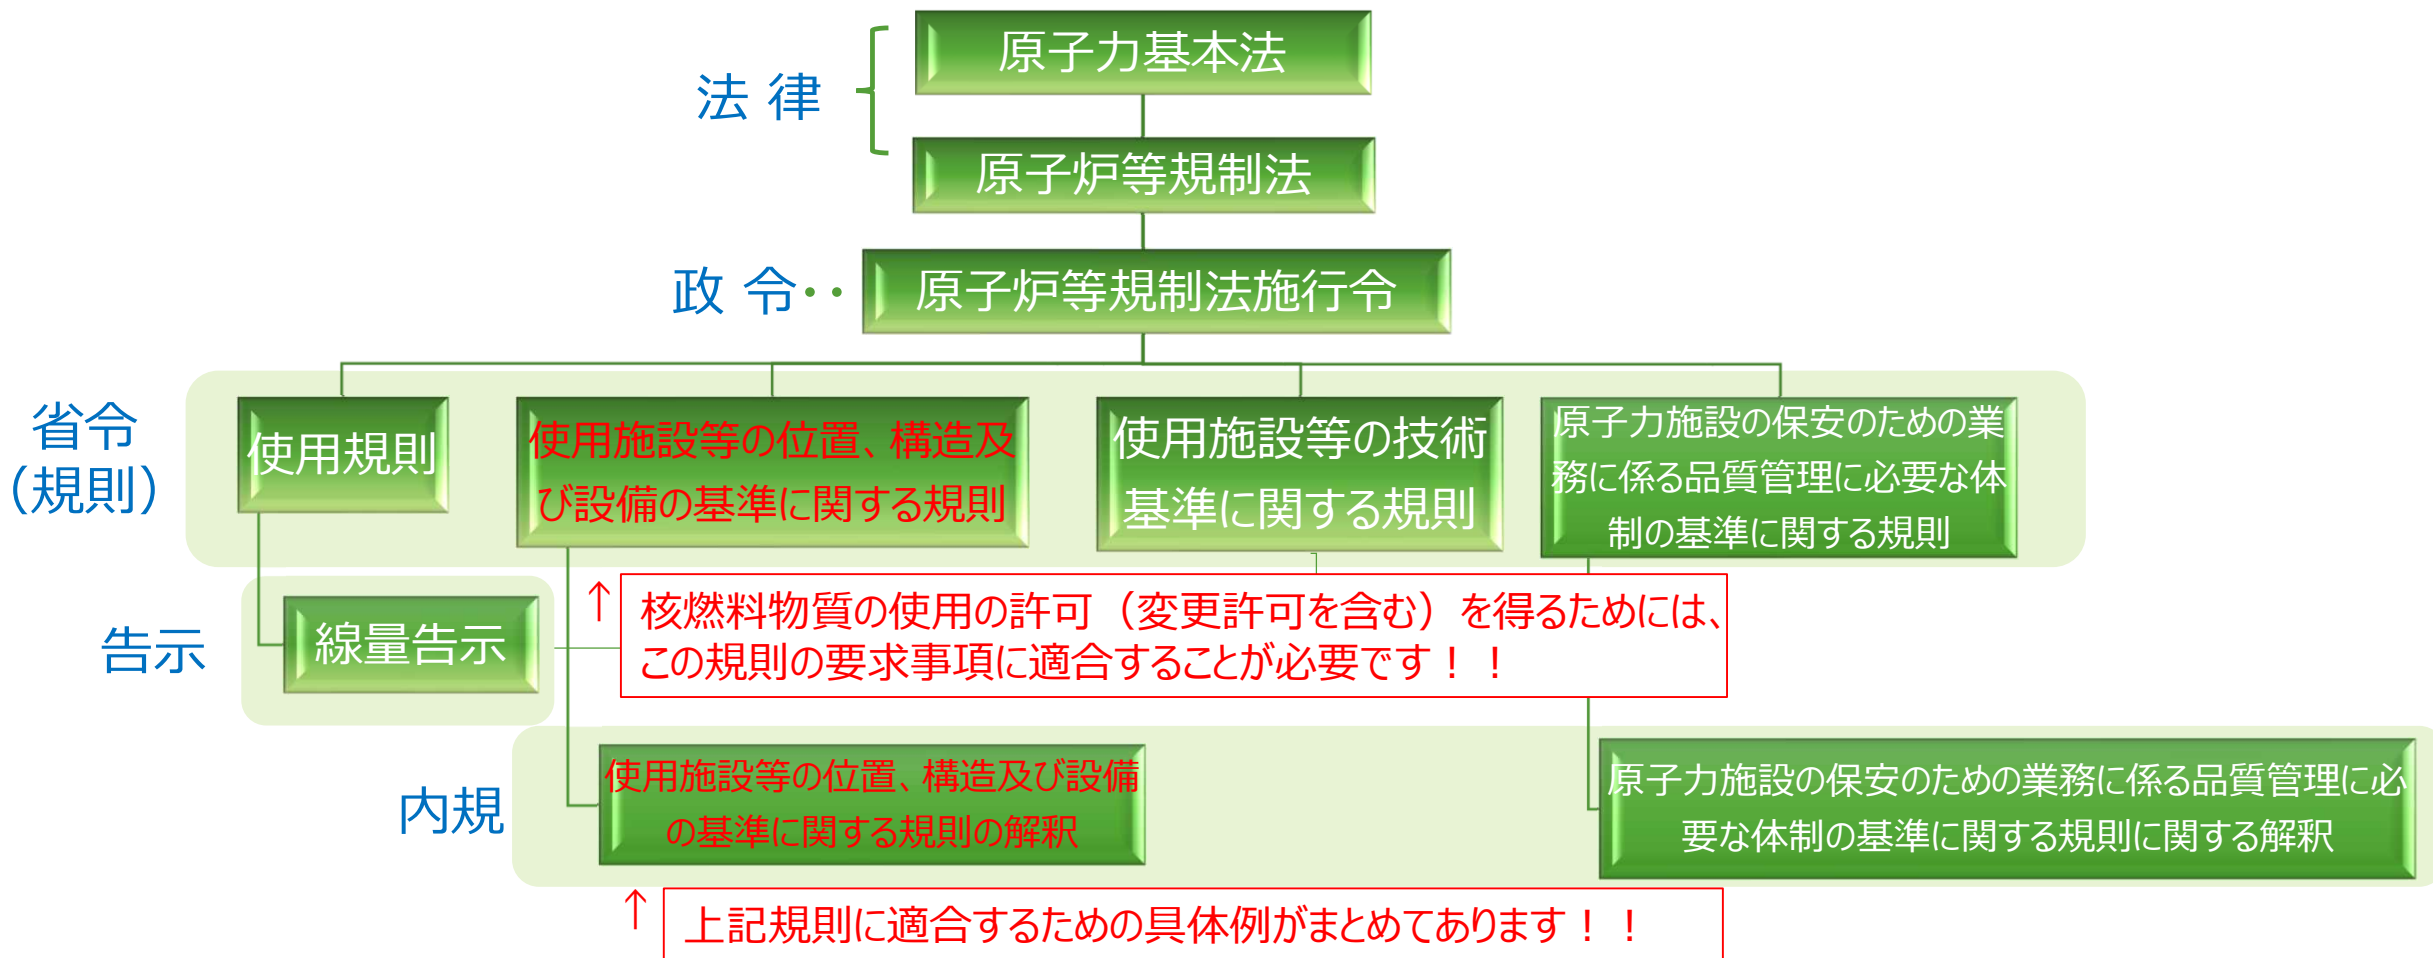 原子力基本法
法 律
原子炉等規制法
政 令‥
原子炉等規制法施行令
省令
（規則）
使用規則
使用施設等の位置、構造及
び設備の基準に関する規則
使用施設等の技術
基準に関する規則
原子力施設の保安のための業
務に係る品質管理に必要な体
制の基準に関する規則
↑
核燃料物質の使用の許可（変更許可を含む）を得るためには、
この規則の要求事項に適合することが必要です！！
告示
線量告示
内規
使用施設等の位置、構造及び設備
の基準に関する規則の解釈
原子力施設の保安のための業務に係る品質管理に必
要な体制の基準に関する規則に関する解釈
↑
上記規則に適合するための具体例がまとめてあります！！